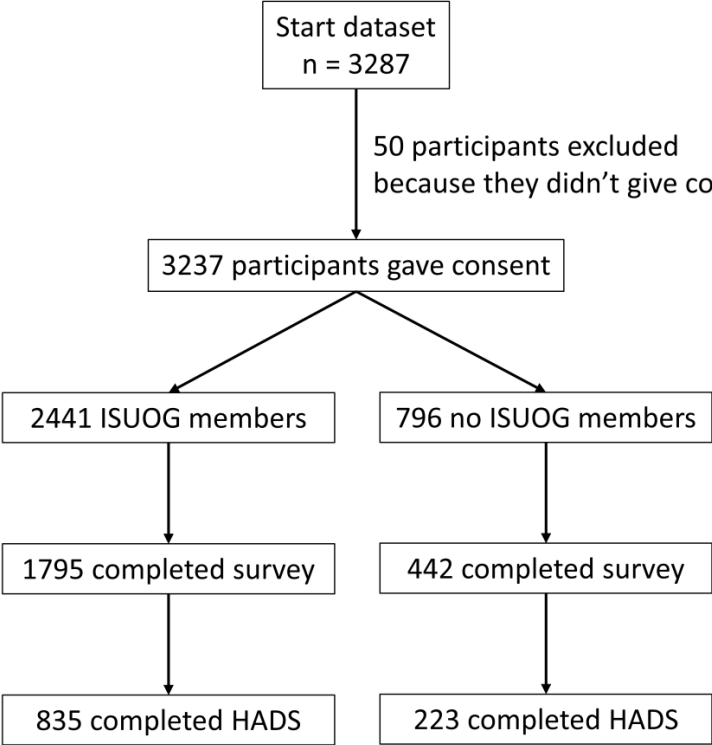 Start dataset
n = 3287
50 participants excluded
because they didn’t give
3237 participants gave consent
2441 ISUOG members
796 no ISUOG members
1795 completed survey
442 completed survey
835 completed HADS
223 completed HADS